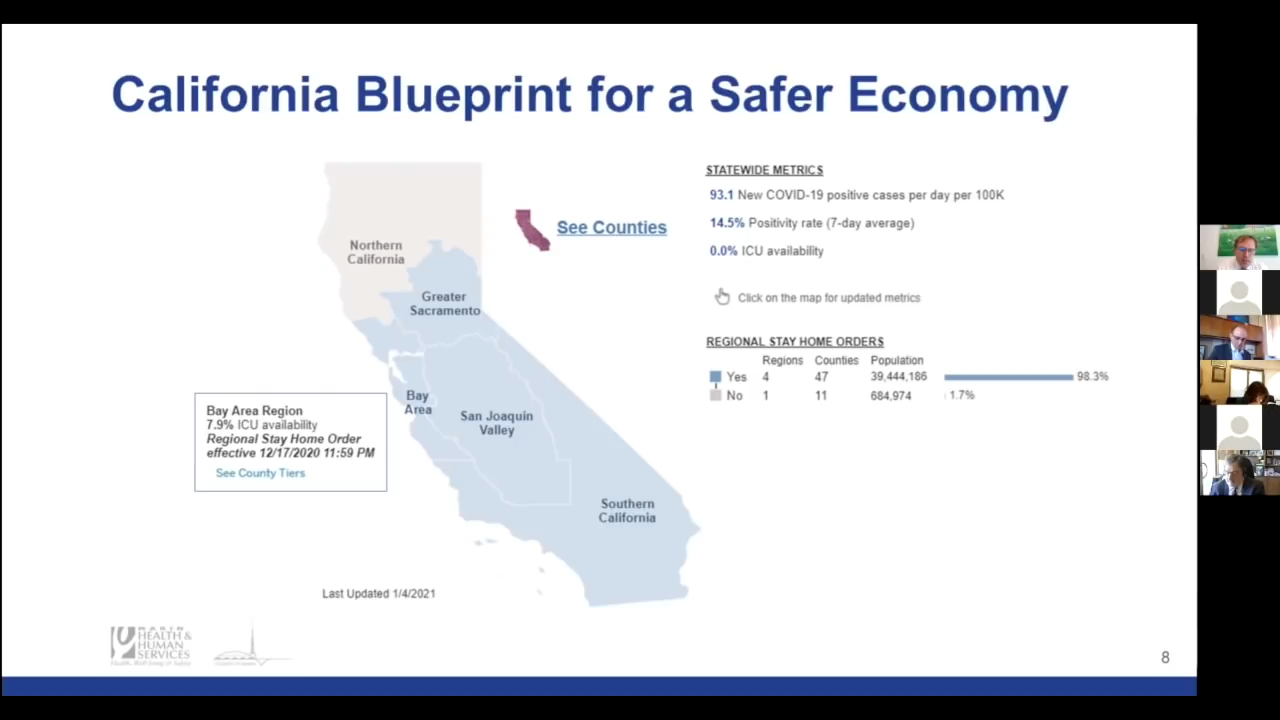 California Blueprint for a Safer Economy
Northern
California
Greater
Sacramento
Bay
Area
San Joaquin
Valley
Southern
California
See Counties
Bay Area Region
7.9% ICU availability
Regional Stay Home Order
effective 12/17/2020 11:59 PM
See County Tiers
Last Updated 1/4/2021
STATEWIDE METRICS
93.1 New COVID-19 positive cases per day per 100K
14.5% Positivity rate (7-day average)
0.0% ICU availability
Click on the map for updated metrics
REGIONAL STAY HOME ORDERS
Regions Counties Population
Yes 4 47 39,444,186 98.3%
No 1 11 684,974 1.7%
HEALTH &
HUMAN
SERVICES
8